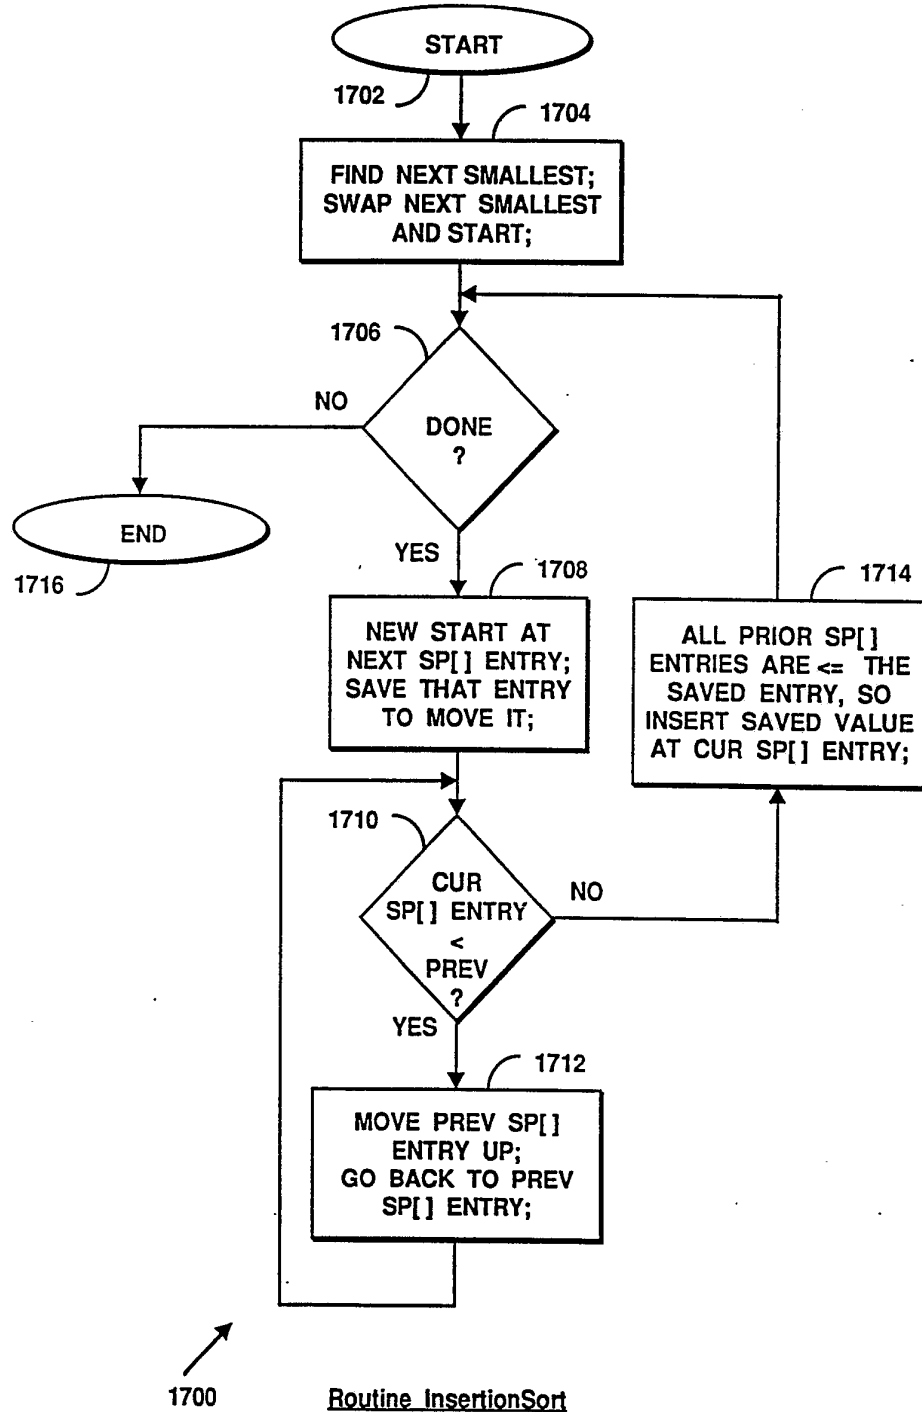 START
1702
1704
FIND NEXT SMALLEST;
SWAP NEXT SMALLEST
AND START;
1706
NO
DONE
?
END
YES
1716
1708
1714
NEW START AT
NEXT SP[] ENTRY;
SAVE THAT ENTRY
TO MOVE IT;
ALL PRIOR SP[]
ENTRIES ARE <= THE
SAVED ENTRY, SO
INSERT SAVED VALUE
AT CUR SP[] ENTRY;
1710
CUR
SP[] ENTRY
<
PREV
?
NO
YES
1712
MOVE PREV SP[]
ENTRY UP;
GO BACK TO PREV
SP[] ENTRY;
1700
Routine InsertionSort